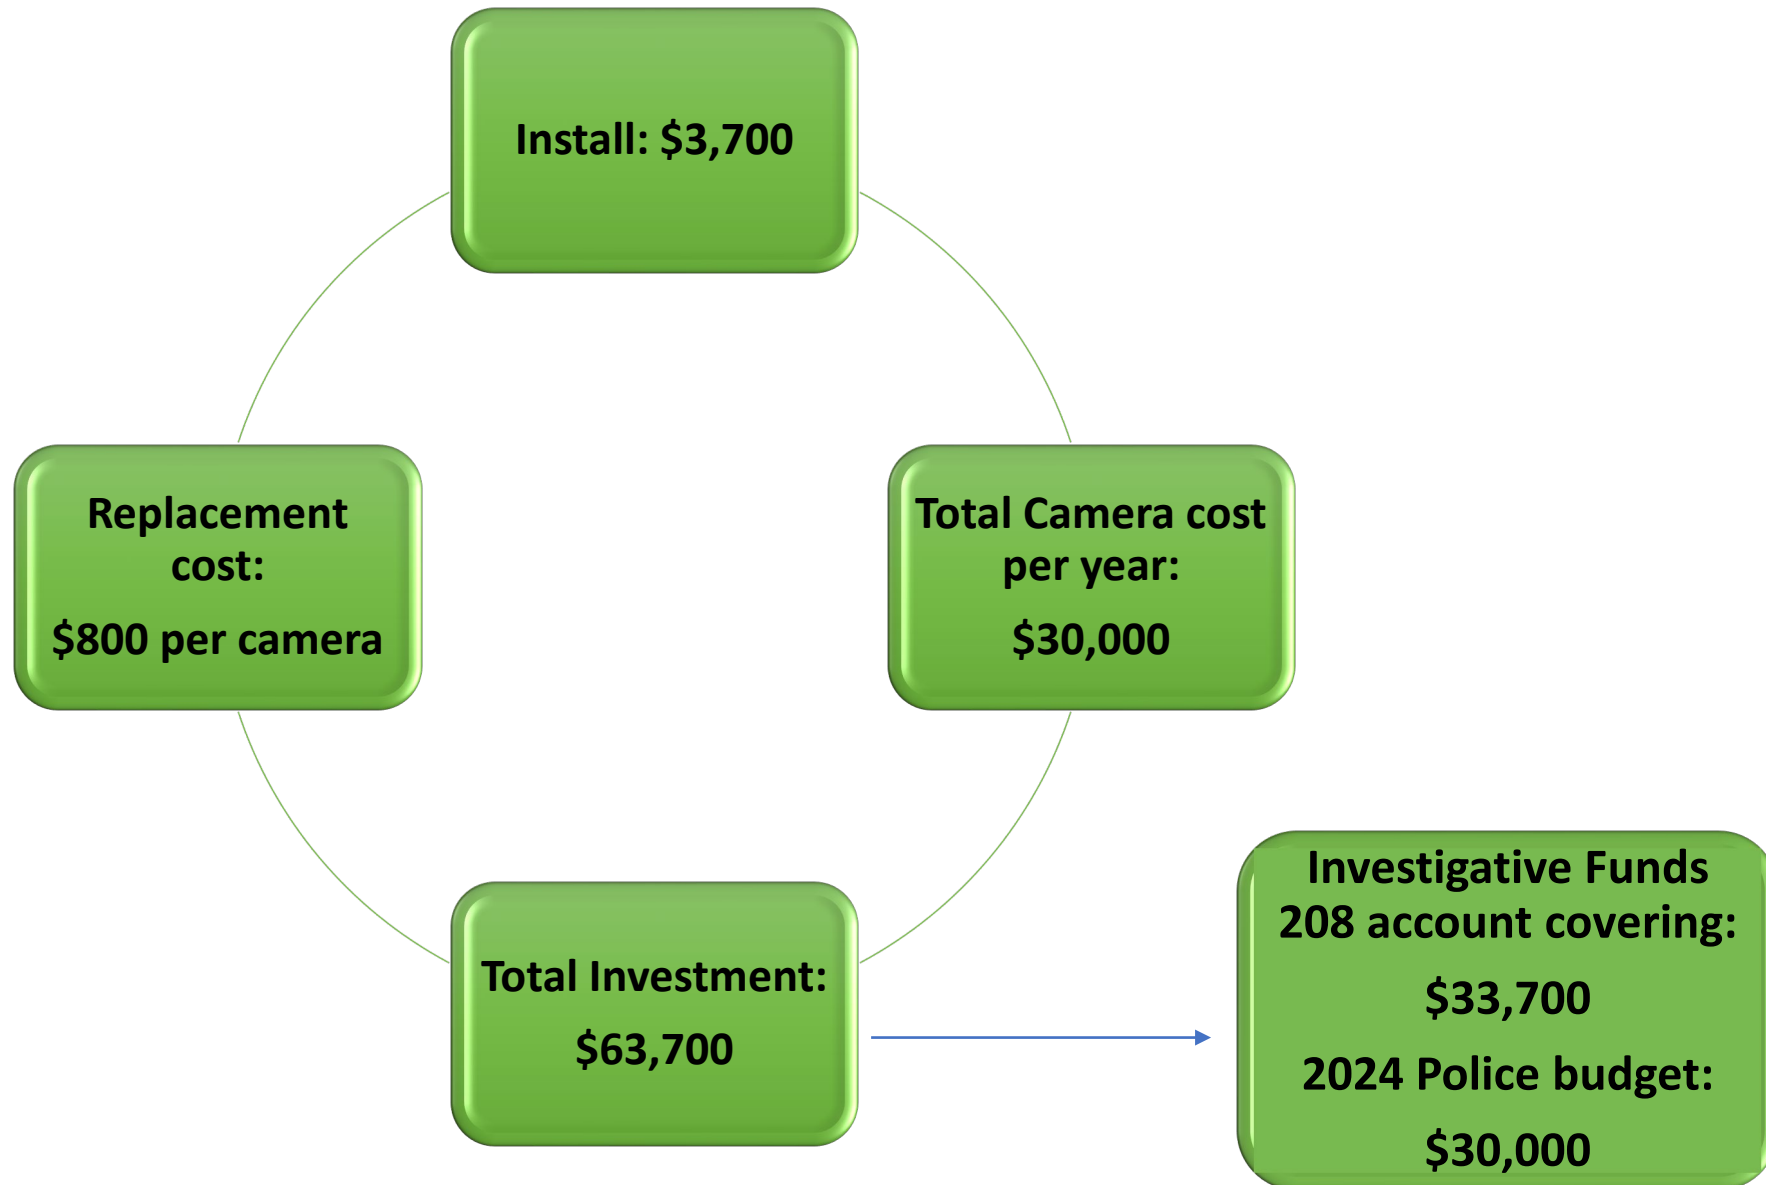 Install: $3,700
Replacement
cost:
$800 per camera
Total Camera cost
per year:
$30,000
Total Investment:
$63,700
Investigative Funds
208 account covering:
$33,700
2024 Police budget:
$30,000